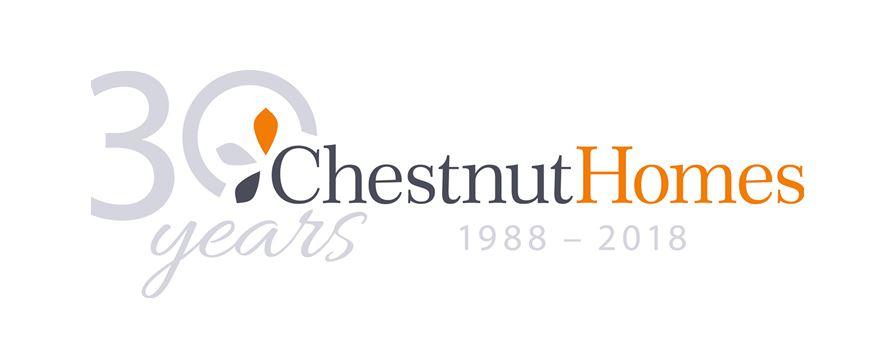 30
ChestnutHomes
years
1988 – 2018